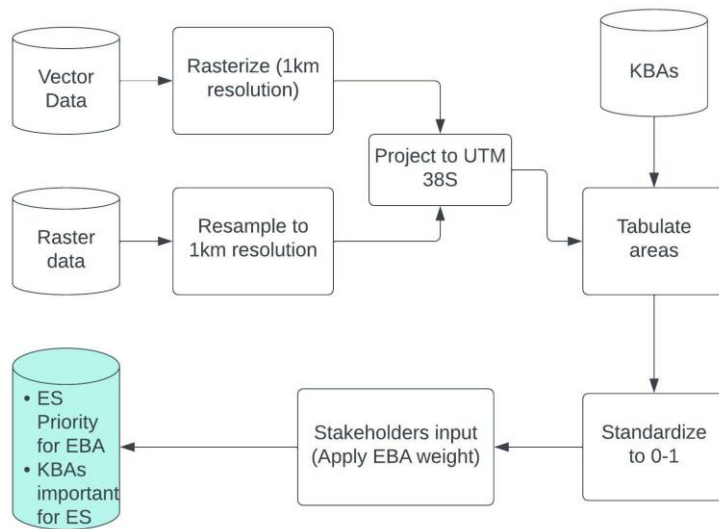 Vector
Data
Rasterize (1km
resolution)
KBAs
Project to UTM
38S
Raster
data
Resample to
1km resolution
Tabulate
areas
• ES
Priority
for EBA
• KBAs
important
for ES
Stakeholders input
(Apply EBA weight)
Standardize
to 0-1